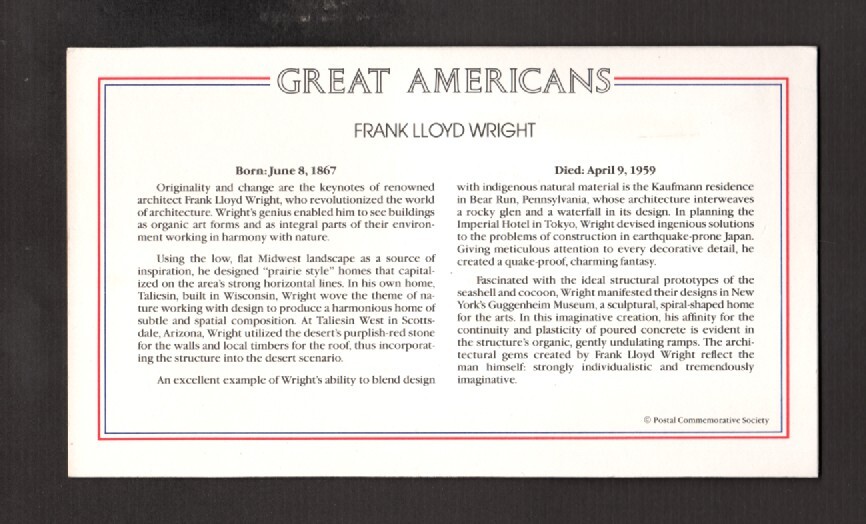 GREAT AMERICANS
FRANK LLOYD WRIGHT
Born: June 8, 1867
Originality and change are the keynotes of renowned
architect Frank Lloyd Wright, who revolutionized the world
of architecture. Wright's genius enabled him to see buildings
as organic art forms and as integral parts of their environ-
ment working in harmony with nature.
Using the low, flat Midwest landscape as a source of
inspiration, he designed "prairie style" homes that capital-
ized on the area's strong horizontal lines. In his own home,
Taliesin, built in Wisconsin, Wright wove the theme of na-
ture working with design to produce a harmonious home of
subtle and spatial composition. At Taliesin West in Scotts-
dale, Arizona, Wright utilized the desert's purplish-red stone
for the walls and local timbers for the roof, thus incorporat-
ing the structure into the desert scenario.
An excellent example of Wright's ability to blend design
Died: April 9, 1959
with indigenous natural material is the Kaufmann residence
in Bear Run, Pennsylvania, whose architecture interweaves
a rocky glen and a waterfall in its design. In planning the
Imperial Hotel in Tokyo, Wright devised ingenious solutions
to the problems of construction in earthquake-prone Japan.
Giving meticulous attention to every decorative detail, he
created a quake-proof, charming fantasy.
Fascinated with the ideal structural prototypes of the
seashell and cocoon, Wright manifested their designs in New
York's Guggenheim Museum, a sculptural, spiral-shaped home
for the arts. In this imaginative creation, his affinity for the
continuity and plasticity of poured concrete is evident in
the structure's organic, gently undulating ramps. The archi-
tectural gems created by Frank Lloyd Wright reflect the
man himself: strongly individualistic and tremendously
imaginative.
© Postal Commemorative Society